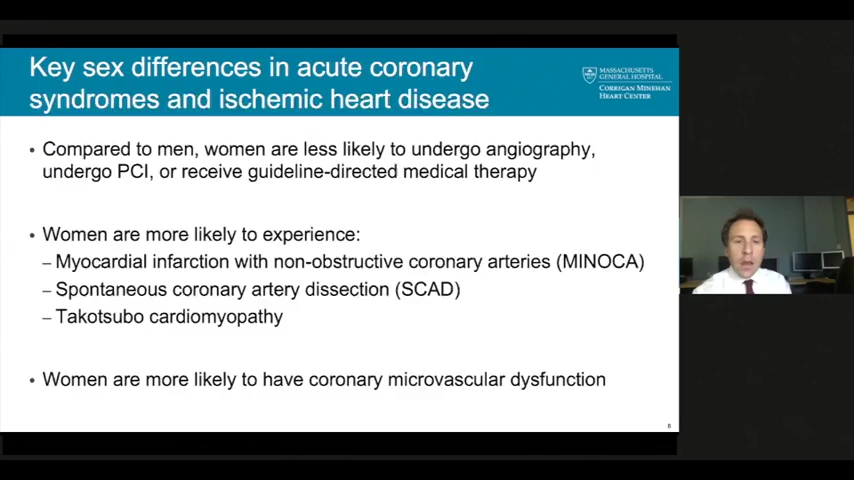 Key sex differences in acute coronary
syndromes and ischemic heart disease
MASSACHUSETTS
GENERAL HOSPITAL
CORRIGAN MINEHAN
HEART CENTER
• Compared to men, women are less likely to undergo angiography,
undergo PCI, or receive guideline-directed medical therapy
• Women are more likely to experience:
– Myocardial infarction with non-obstructive coronary arteries (MINOCA)
– Spontaneous coronary artery dissection (SCAD)
– Takotsubo cardiomyopathy
• Women are more likely to have coronary microvascular dysfunction